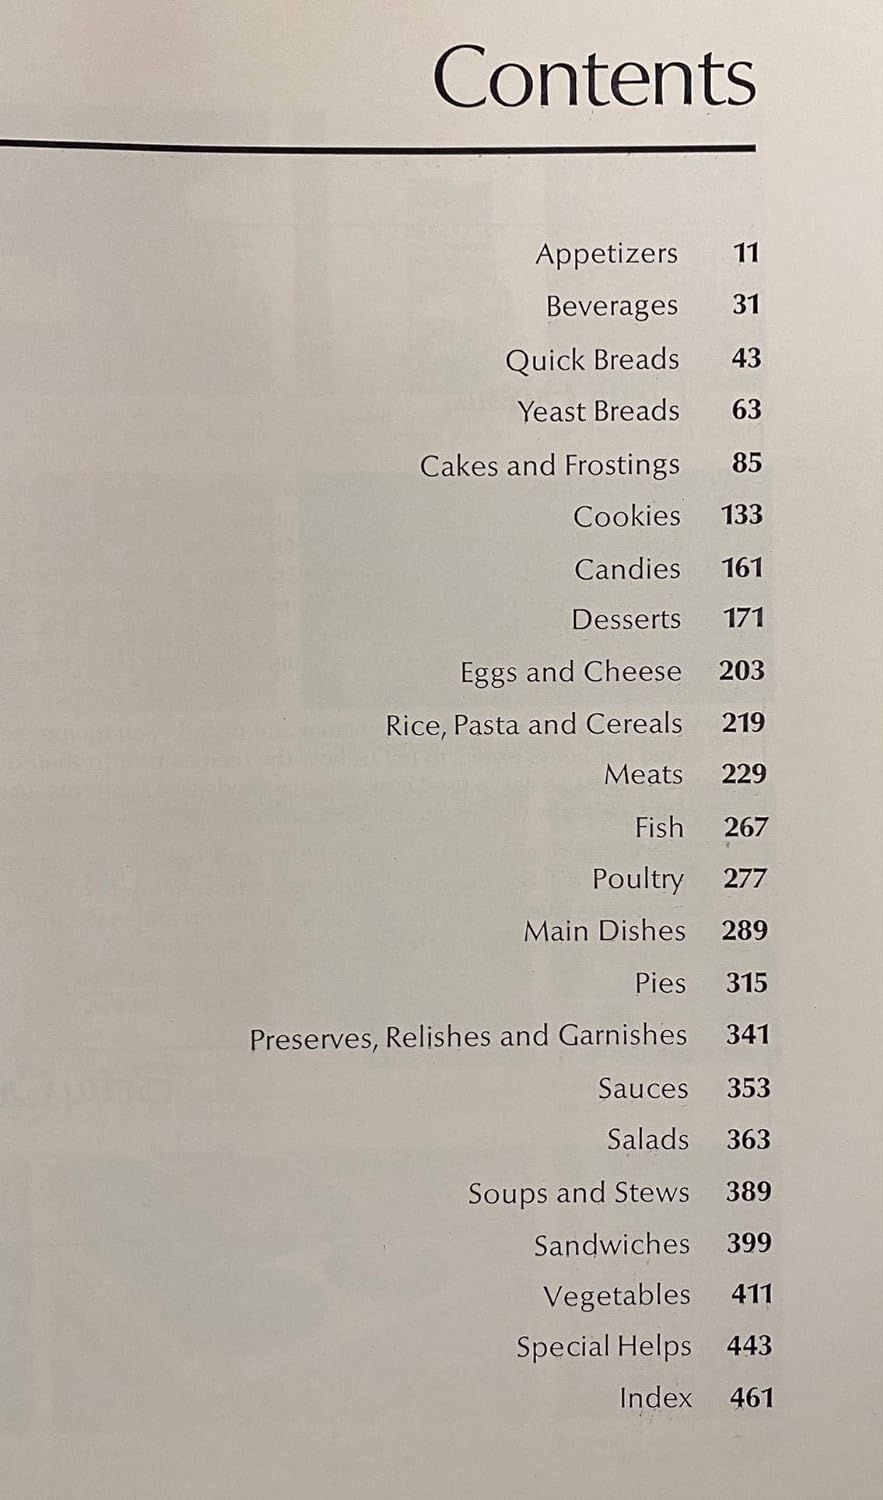 Contents
Appetizers 11
Beverages 31
Quick Breads 43
Yeast Breads 63
Cakes and Frostings 85
Cookies 133
Candies 161
Desserts 171
Eggs and Cheese 203
Rice, Pasta and Cereals 219
Meats 229
Fish 267
Poultry 277
Main Dishes 289
Pies 315
Preserves, Relishes and Garnishes 341
Sauces 353
Salads 363
Soups and Stews 389
Sandwiches 399
Vegetables 411
Special Helps 443
Index 461